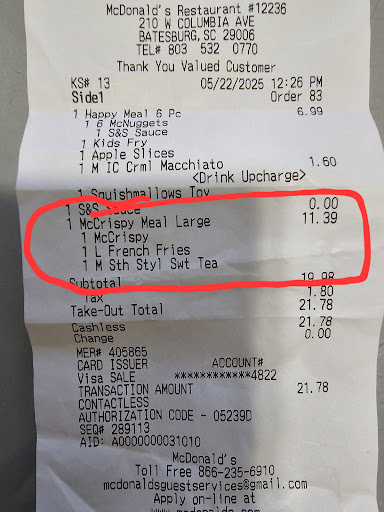 McDonald's Restaurant #12236
210 W COLUMBIA AVE
BATESBURG,SC 29006
TEL# 803 532 0770
Thank You Valued Customer
KS# 13 05/22/2025 12:26 PM
Side1 Order 83
1 Happy Meal 6 Pc 6.99
1 6 McNuggets
1 S&S Sauce
1 Kids Fry
1 Apple Slices
1 M IC Crml Macchiato 1.60
<Drink Upcharge>
1 Squishmallows Toy
1 S&S Sauce 0.00
1 McCrispy Meal Large 11.39
1 McCrispy
1 L French Fries
1 M Sth Styl Swt Tea
Subtotal 19.98
Tax 1.80
Take-Out Total 21.78
Cashless 21.78
Change 0.00
MER# 405865
CARD ISSUER ACCOUNT#
Visa SALE ************4822
TRANSACTION AMOUNT 21.78
CONTACTLESS
AUTHORIZATION CODE - 05239D
SEQ# 289113
AID: A0000000031010
McDonald's
Toll Free 866-235-6910
mcdonaldsguestservices@gmail.com
Apply on-line at
www.mcdonalds.com